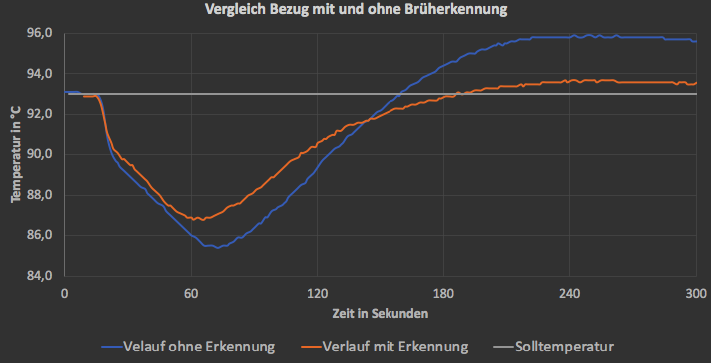 Vergleich Bezug mit und ohne Brüherkennung
96,0
94,0
92,0
90,0
88,0
86,0
84,0
Temperatur in °C
0 60 120 180 240 300
Zeit in Sekunden
Velauf ohne Erkennung Verlauf mit Erkennung Solltemperatur